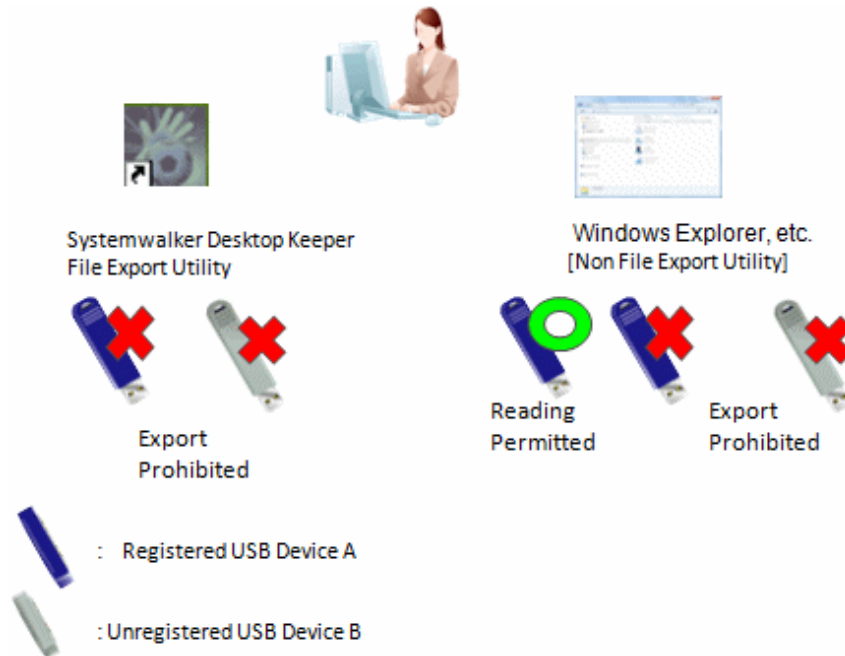 Systemwalker Desktop Keeper
File Export Utility
Windows Explorer, etc.
[Non File Export Utility]
Export
Prohibited
Reading
Permitted
Export
Prohibited
: Registered USB Device A
: Unregistered USB Device B